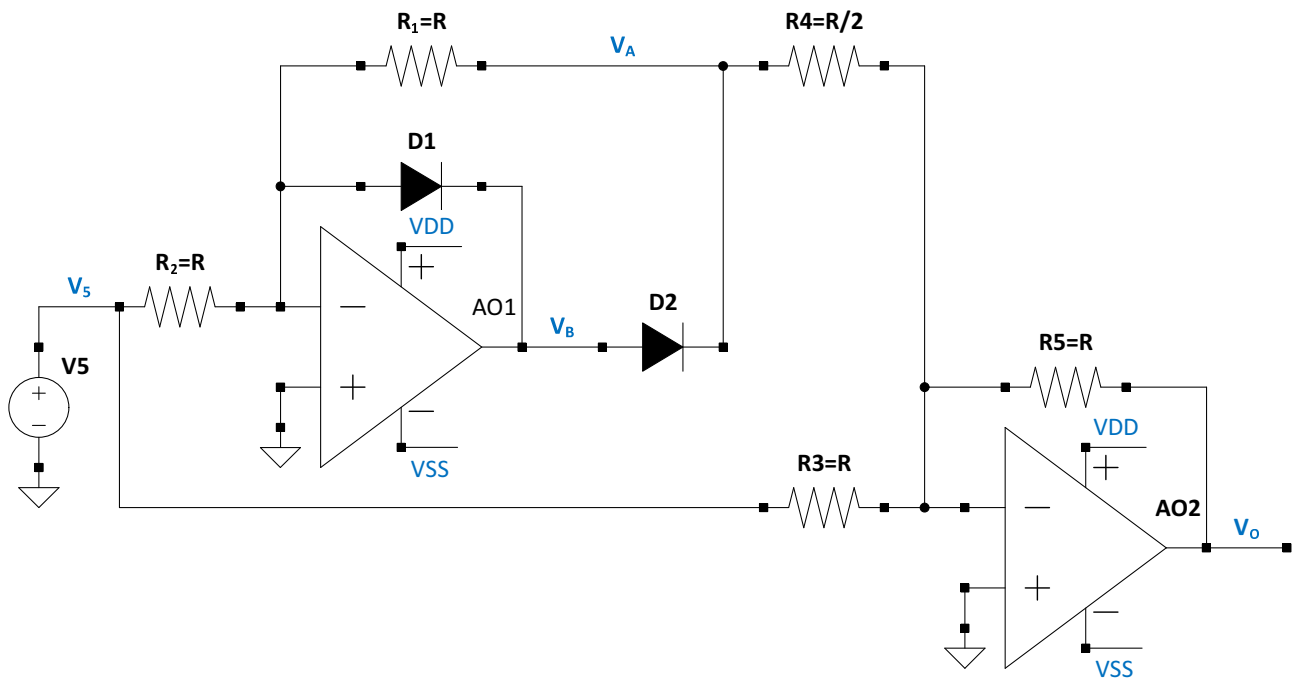 R₁=R
V_A
R4=R/2
D1
VDD
+
R₂=R
V₅
−
AO1
D2
V_B
V5
+
−
+
R5=R
−
VSS
VDD
+
R3=R
−
AO2
V_O
+
−
VSS